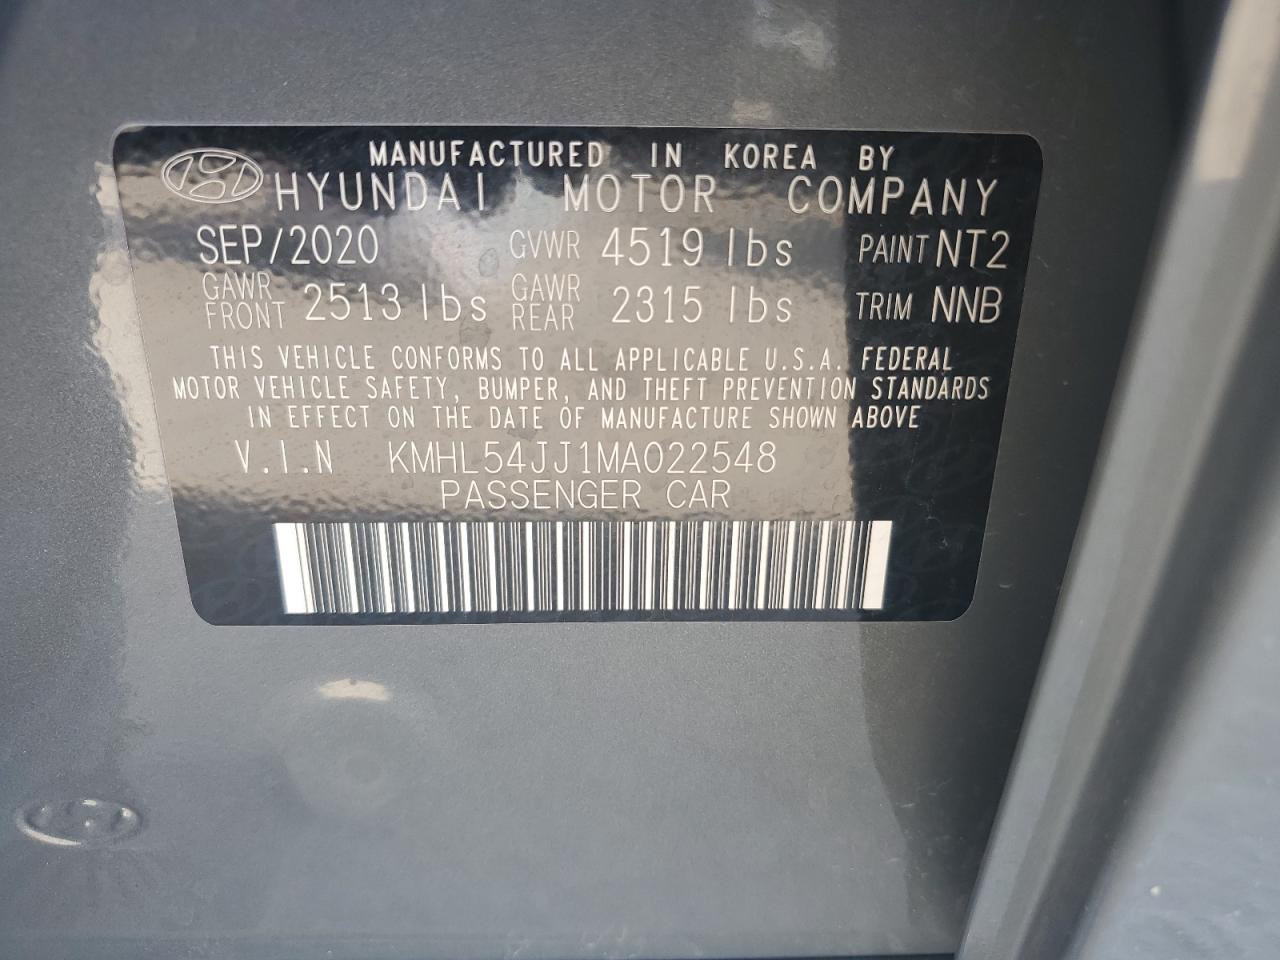 MANUFACTURED IN KOREA BY
HYUNDAI MOTOR COMPANY
SEP/2020 GVWR 4519 lbs PAINT NT2
GAWR FRONT 2513 lbs GAWR REAR 2315 lbs TRIM NNB
THIS VEHICLE CONFORMS TO ALL APPLICABLE U.S.A. FEDERAL
MOTOR VEHICLE SAFETY, BUMPER, AND THEFT PREVENTION STANDARDS
IN EFFECT ON THE DATE OF MANUFACTURE SHOWN ABOVE
V.I.N KMHL54JJ1MA022548
PASSENGER CAR